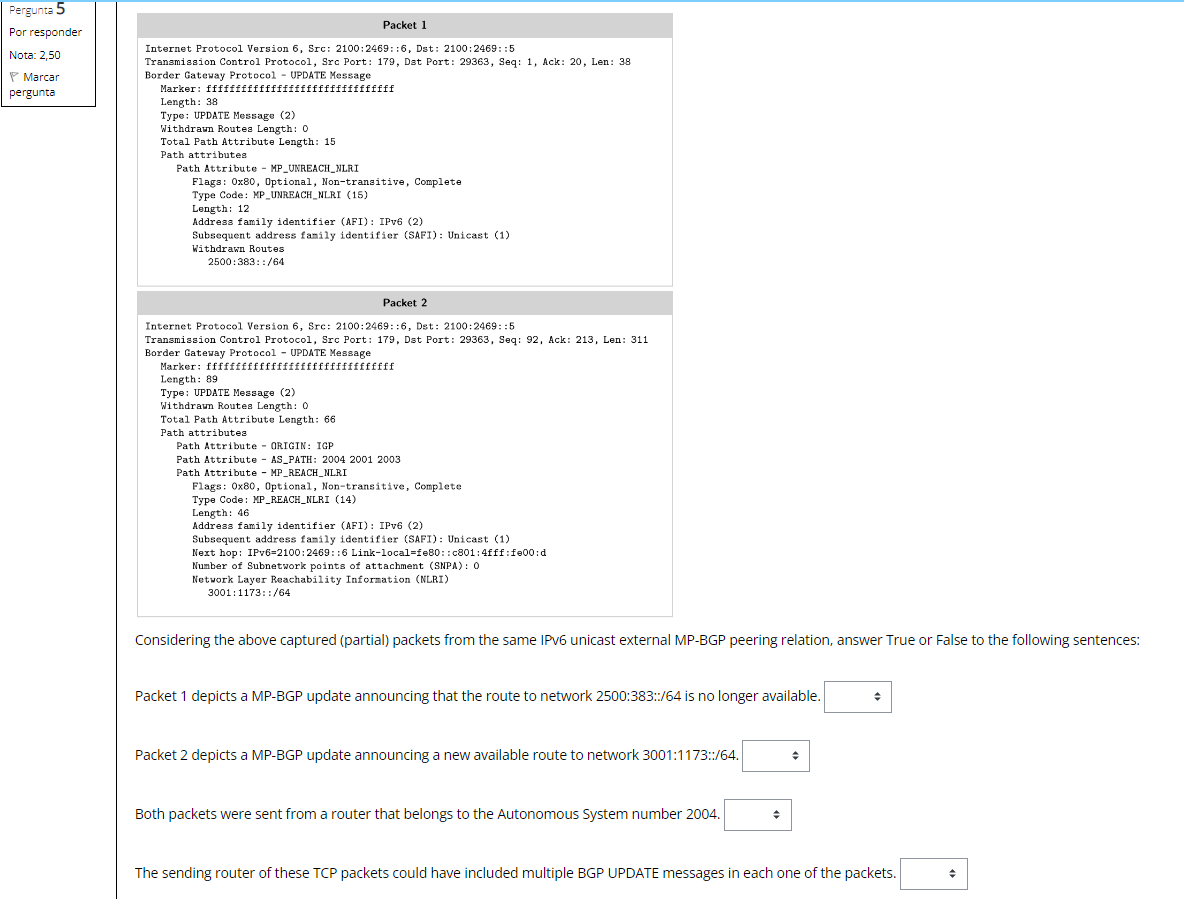 Pergunta 5
Por responder
Nota: 2,50
Marcar
pergunta
Packet 1
Internet Protocol Version 6, Src: 2100:2469::6, Dst: 2100:2469::5
Transmission Control Protocol, Src Port: 179, Dst Port: 29363, Seq: 1, Ack: 20, Len: 38
Border Gateway Protocol - UPDATE Message
Marker: ffffffffffffffffffffffffffffffff
Length: 38
Type: UPDATE Message (2)
Withdrawn Routes Length: 0
Total Path Attribute Length: 15
Path attributes
Path Attribute - MP_UNREACH_NLRI
Flags: 0x80, Optional, Non-transitive, Complete
Type Code: MP_UNREACH_NLRI (15)
Length: 12
Address family identifier (AFI): IPv6 (2)
Subsequent address family identifier (SAFI): Unicast (1)
Withdrawn Routes
2500:383::/64
Packet 2
Internet Protocol Version 6, Src: 2100:2469::6, Dst: 2100:2469::5
Transmission Control Protocol, Src Port: 179, Dst Port: 29363, Seq: 92, Ack: 213, Len: 311
Border Gateway Protocol - UPDATE Message
Marker: ffffffffffffffffffffffffffffffff
Length: 89
Type: UPDATE Message (2)
Withdrawn Routes Length: 0
Total Path Attribute Length: 66
Path attributes
Path Attribute - ORIGIN: IGP
Path Attribute - AS_PATH: 2004 2001 2003
Path Attribute - MP_REACH_NLRI
Flags: 0x80, Optional, Non-transitive, Complete
Type Code: MP_REACH_NLRI (14)
Length: 46
Address family identifier (AFI): IPv6 (2)
Subsequent address family identifier (SAFI): Unicast (1)
Next hop: IPv6=2100:2469::6 Link-local=fe80::c801:4fff:fe00:d
Number of Subnetwork points of attachment (SNPA): 0
Network Layer Reachability Information (NLRI)
3001:1173::/64
Considering the above captured (partial) packets from the same IPv6 unicast external MP-BGP peering relation, answer True or False to the following sentences:
Packet 1 depicts a MP-BGP update announcing that the route to network 2500:383::/64 is no longer available.
Packet 2 depicts a MP-BGP update announcing a new available route to network 3001:1173::/64.
Both packets were sent from a router that belongs to the Autonomous System number 2004.
The sending router of these TCP packets could have included multiple BGP UPDATE messages in each one of the packets.